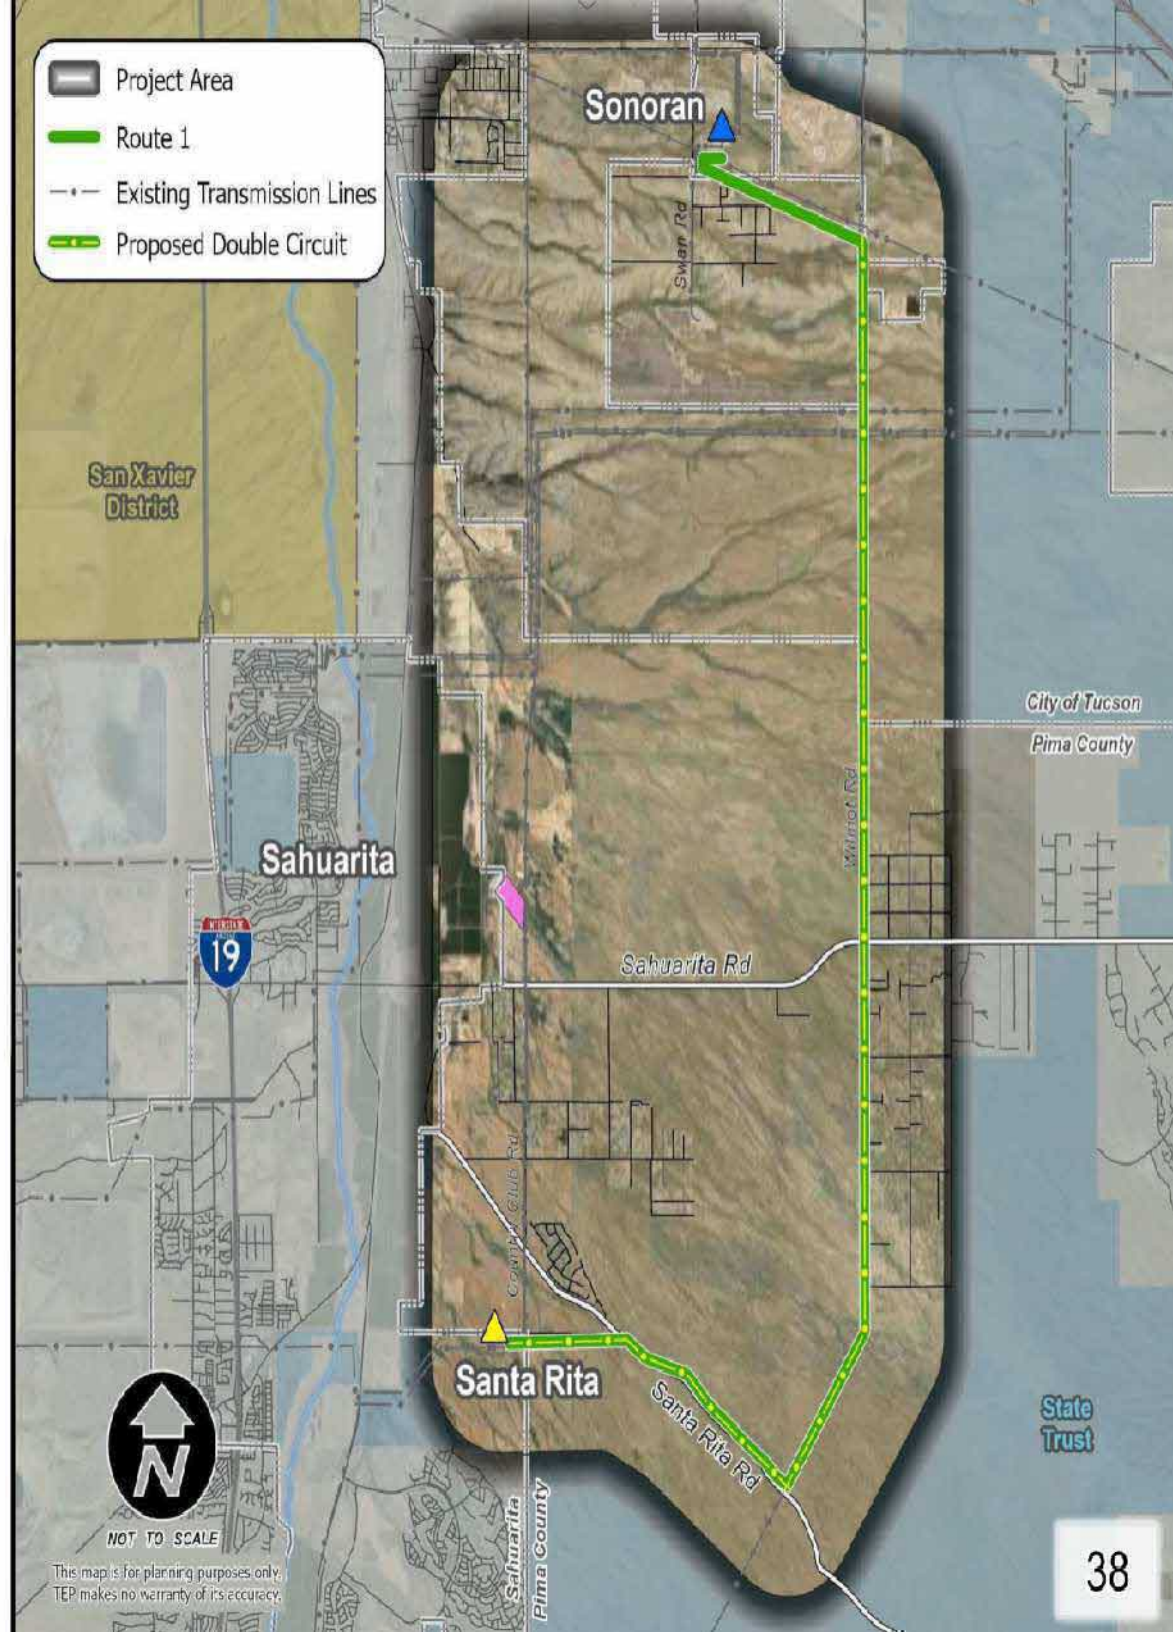 Project Area
Route 1
Existing Transmission Lines
Proposed Double Circuit
Sonoran
Swan Rd
San Xavier
District
City of Tucson
Pima County
Wilmot Rd
Sahuarita
INTERSTATE
19
Sahuarita Rd
Country Club Rd
Santa Rita
Santa Rita Rd
State
Trust
N
NOT TO SCALE
This map is for planning purposes only.
TEP makes no warranty of its accuracy.
Sahuarita
Pima County
38